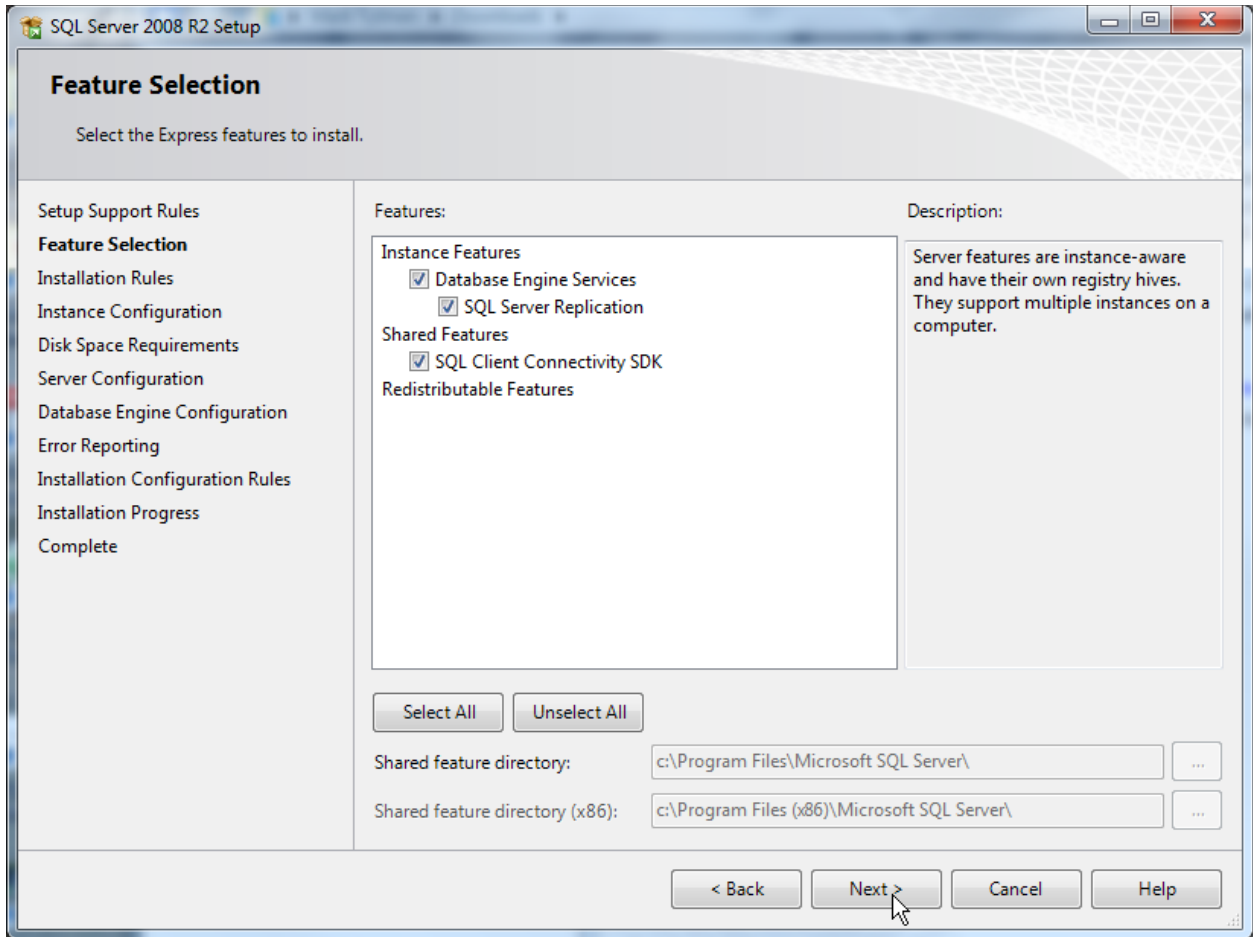 SQL Server 2008 R2 Setup
Feature Selection
Select the Express features to install.
Setup Support Rules
Feature Selection
Installation Rules
Instance Configuration
Disk Space Requirements
Server Configuration
Database Engine Configuration
Error Reporting
Installation Configuration Rules
Installation Progress
Complete
Features:
Instance Features
Database Engine Services
SQL Server Replication
Shared Features
SQL Client Connectivity SDK
Redistributable Features
Description:
Server features are instance-aware
and have their own registry hives.
They support multiple instances on a
computer.
Select All
Unselect All
Shared feature directory:
c:\Program Files\Microsoft SQL Server\
...
Shared feature directory (x86):
c:\Program Files (x86)\Microsoft SQL Server\
...
< Back
Next >
Cancel
Help